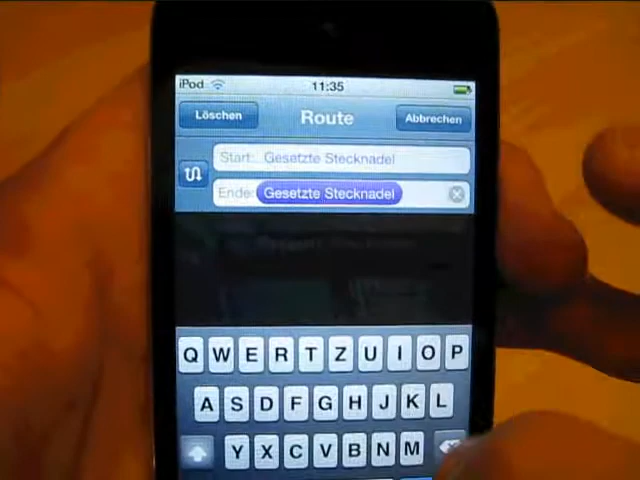 iPod 11:35
Löschen Route Abbrechen
Start: Gesetzte Stecknadel
Ende: Gesetzte Stecknadel
Q W E R T Z U I O P
A S D F G H J K L
Y X C V B N M